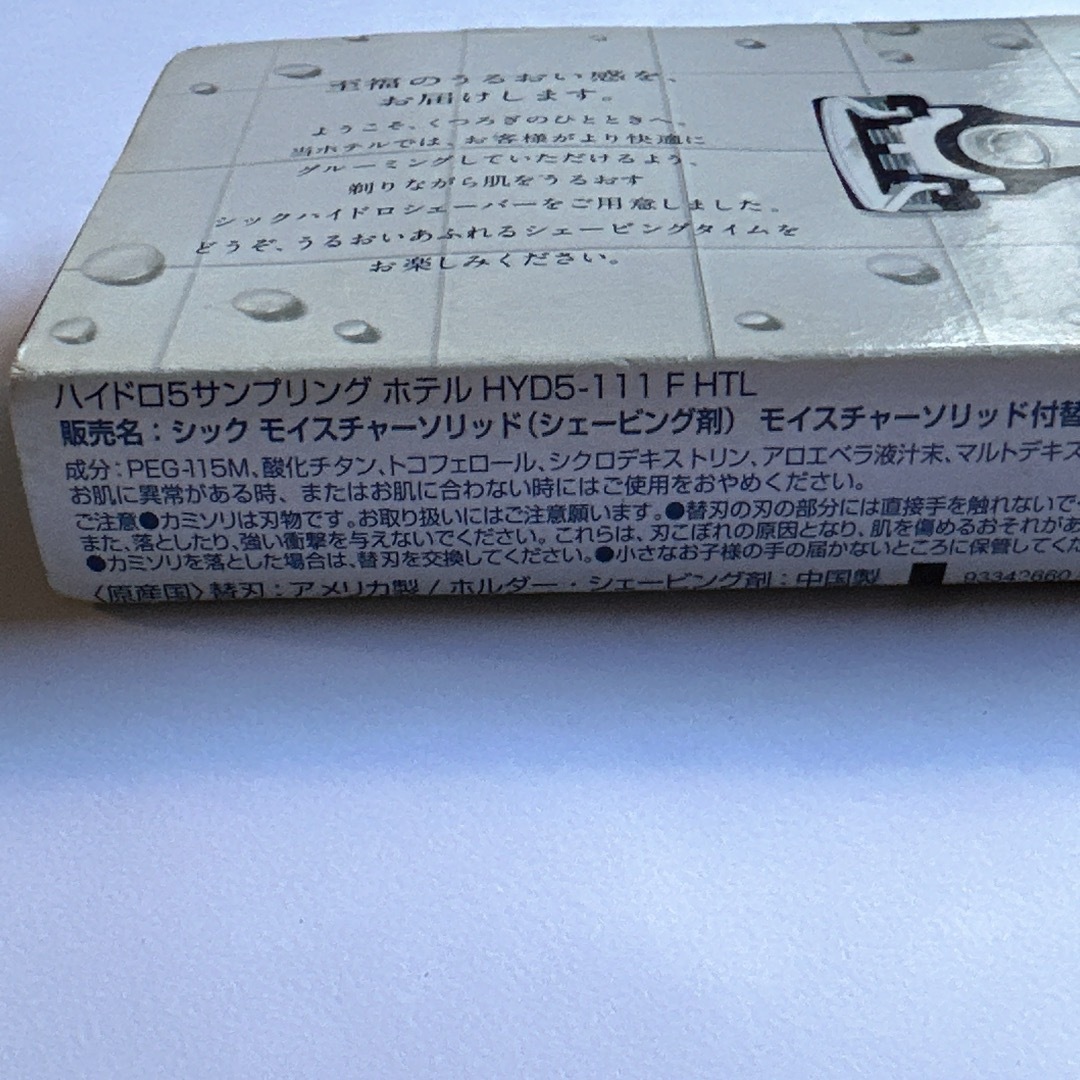 至福のうるおい感を、
お届けします。
ようこそ、くつろぎのひとときへ。
当ホテルでは、お客様がより快適に
グルーミングしていただけるよう、
剃りながら肌をうるおす
シックハイドロシェーバーをご用意しました。
どうぞ、うるおいあふれるシェービングタイムを
お楽しみください。
ハイドロ5サンプリング ホテル HYD5-111 F HTL
販売名：シック モイスチャーソリッド（シェービング剤） モイスチャーソリッド付替
成分：PEG-115M、酸化チタン、トコフェロール、シクロデキストリン、アロエベラ液汁末、マルトデキス
お肌に異常がある時、またはお肌に合わない時にはご使用をおやめください。
ご注意●カミソリは刃物です。お取り扱いにはご注意願います。●替刃の刃の部分には直接手を触れないで
また、落としたり、強い衝撃を与えないでください。これらは、刃こぼれの原因となり、肌を傷めるおそれがあ
●カミソリを落とした場合は、替刃を交換してください。●小さなお子様の手の届かないところに保管してくだ
〈原産国〉替刃：アメリカ製 / ホルダー・シェービング剤：中国製 93342660